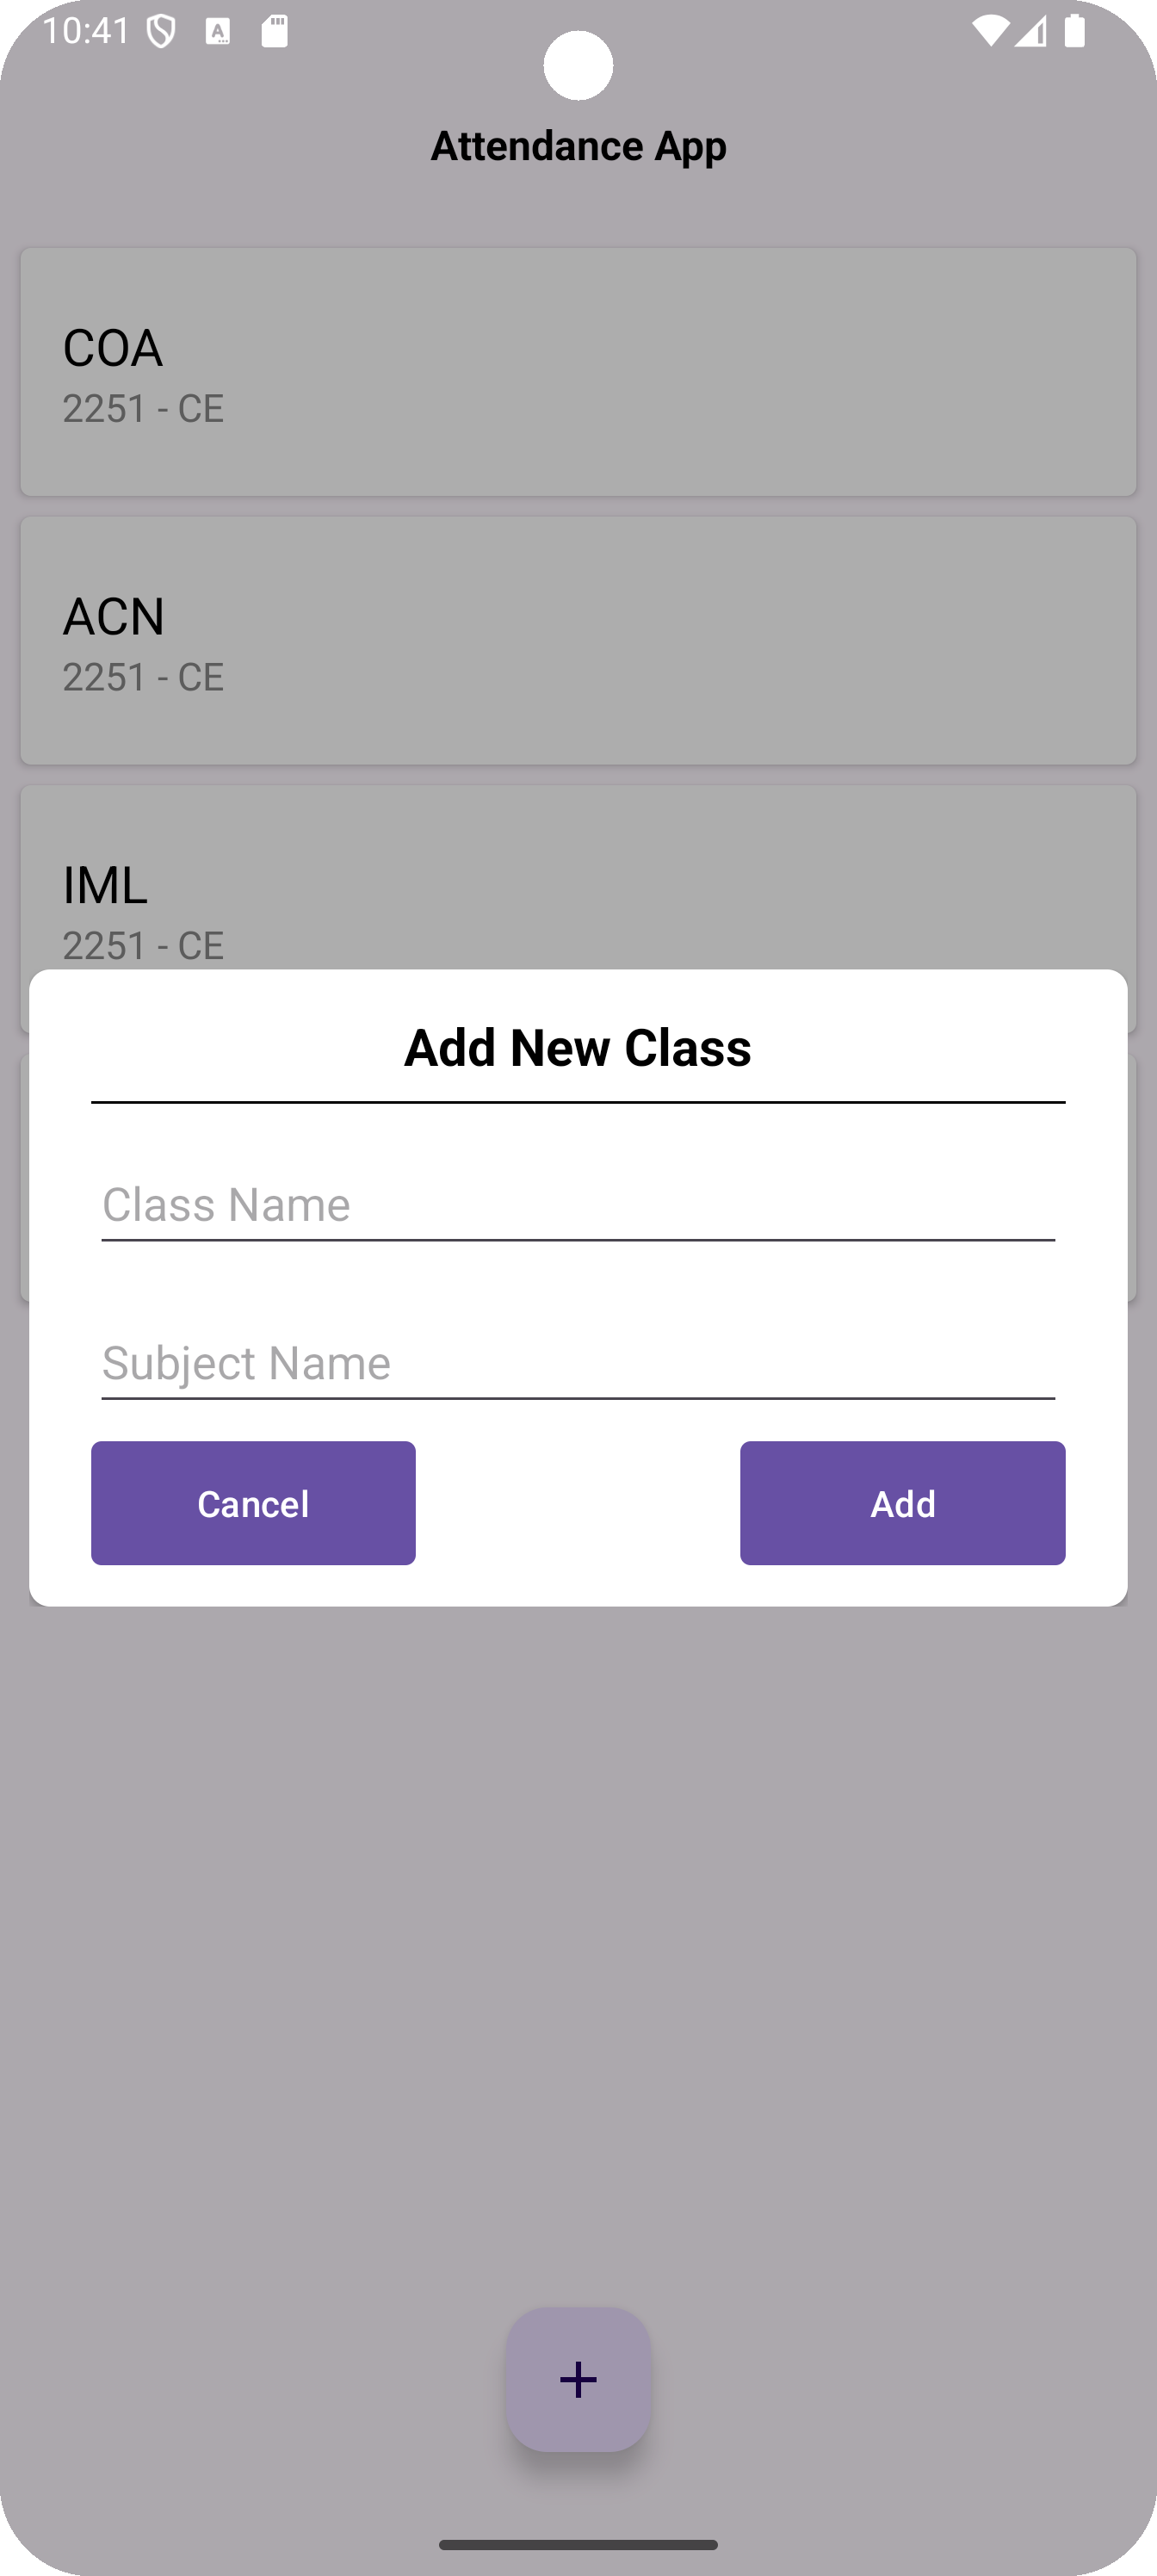 10:41
Attendance App
COA
2251 - CE
ACN
2251 - CE
IML
2251 - CE
Add New Class
Class Name
Subject Name
Cancel
Add